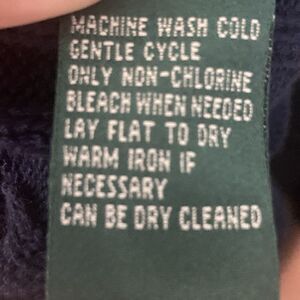 MACHINE WASH COLD
GENTLE CYCLE
ONLY NON-CHLORINE
BLEACH WHEN NEEDED
LAY FLAT TO DRY
WARM IRON IF
NECESSARY
CAN BE DRY CLEANED